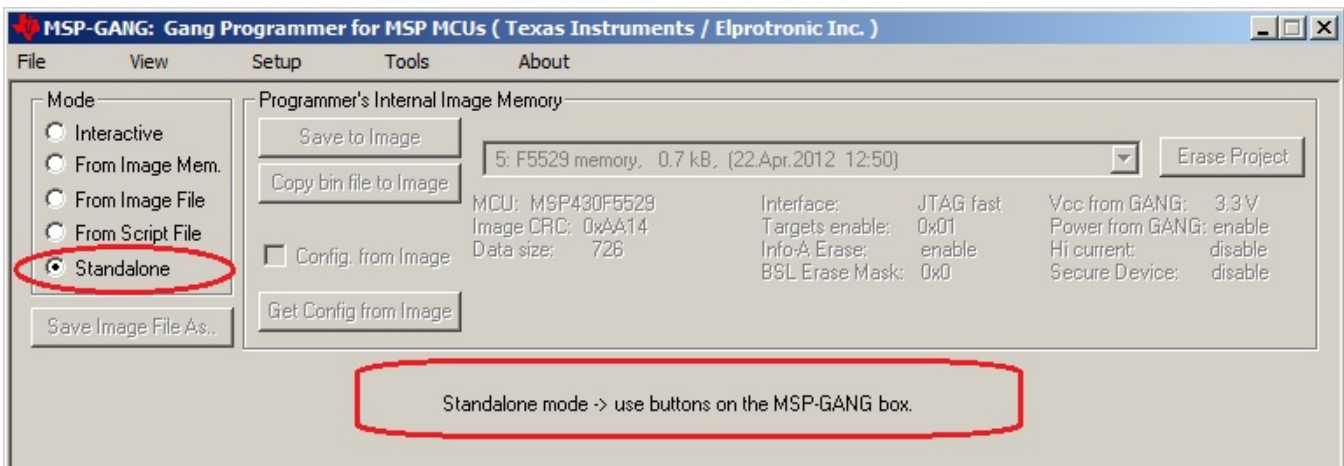 MSP-GANG: Gang Programmer for MSP MCUs ( Texas Instruments / Elprotronic Inc. )
File View Setup Tools About
Mode
Interactive
From Image Mem.
From Image File
From Script File
Standalone
Save Image File As..
Programmer's Internal Image Memory
Save to Image
Copy bin file to Image
Config. from Image
Get Config from Image
5: F5529 memory, 0.7 kB, (22.Apr.2012 12:50)
Erase Project
MCU: MSP430F5529
Image CRC: 0xAA14
Data size: 726
Interface: JTAG fast
Targets enable: 0x01
Info-A Erase: enable
BSL Erase Mask: 0x0
Vcc from GANG: 3.3 V
Power from GANG: enable
Hi current: disable
Secure Device: disable
Standalone mode -> use buttons on the MSP-GANG box.